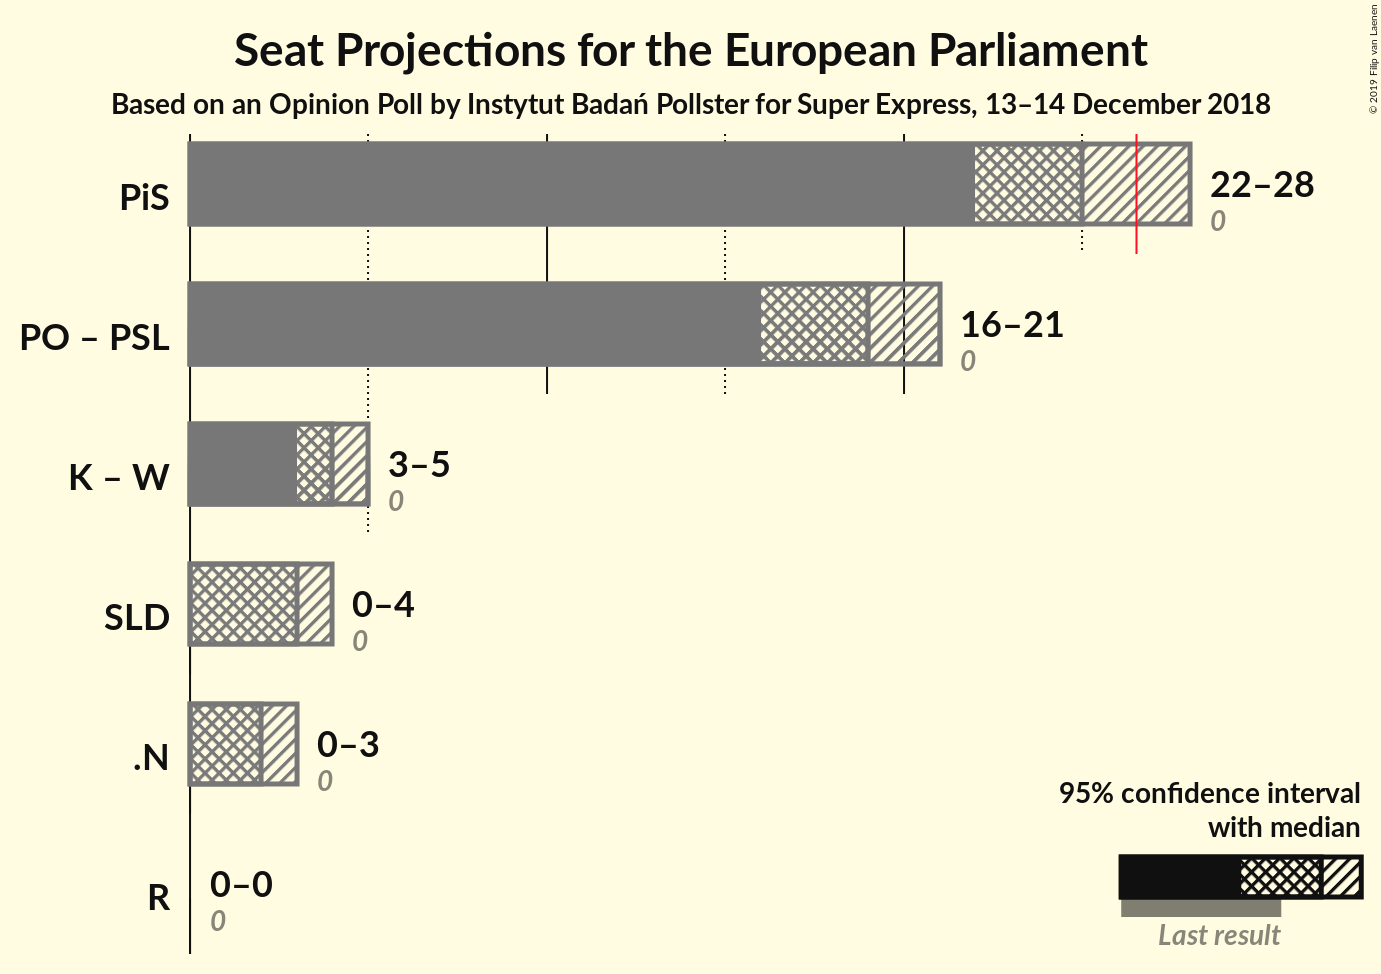 Seat Projections for the European Parliament
Based on an Opinion Poll by Instytut Badań Pollster for Super Express, 13–14 December 2018
© 2019 Filip van Laenen
PiS
22–28
0
PO – PSL
16–21
0
K – W
3–5
0
SLD
0–4
0
.N
0–3
0
R
0–0
0
95% confidence interval
with median
Last result